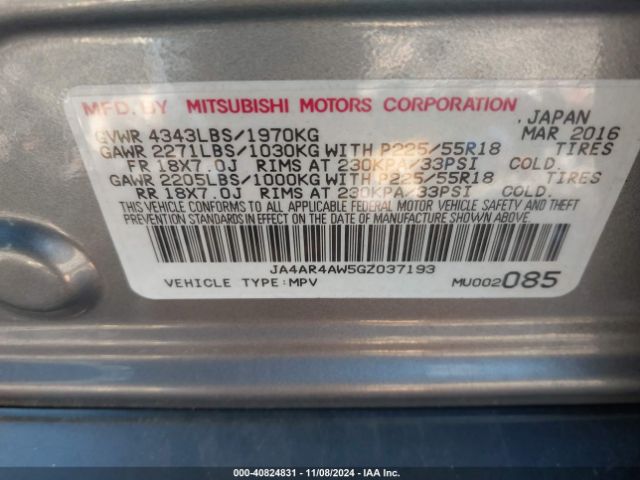 MFD. BY MITSUBISHI MOTORS CORPORATION
, JAPAN
GVWR 4343LBS/1970KG MAR 2016
GAWR 2271LBS/1030KG WITH P225/55R18 TIRES
FR 18X7.0J RIMS AT 230KPA/33PSI COLD.
GAWR 2205LBS/1000KG WITH P225/55R18 TIRES
RR 18X7.0J RIMS AT 230KPA/33PSI COLD.
THIS VEHICLE CONFORMS TO ALL APPLICABLE FEDERAL MOTOR VEHICLE SAFETY AND THEFT
PREVENTION STANDARDS IN EFFECT ON THE DATE OF MANUFACTURE SHOWN ABOVE.
JA4AR4AW5GZ037193
VEHICLE TYPE:MPV MU002085
000-40824831 - 11/08/2024 - IAA Inc.